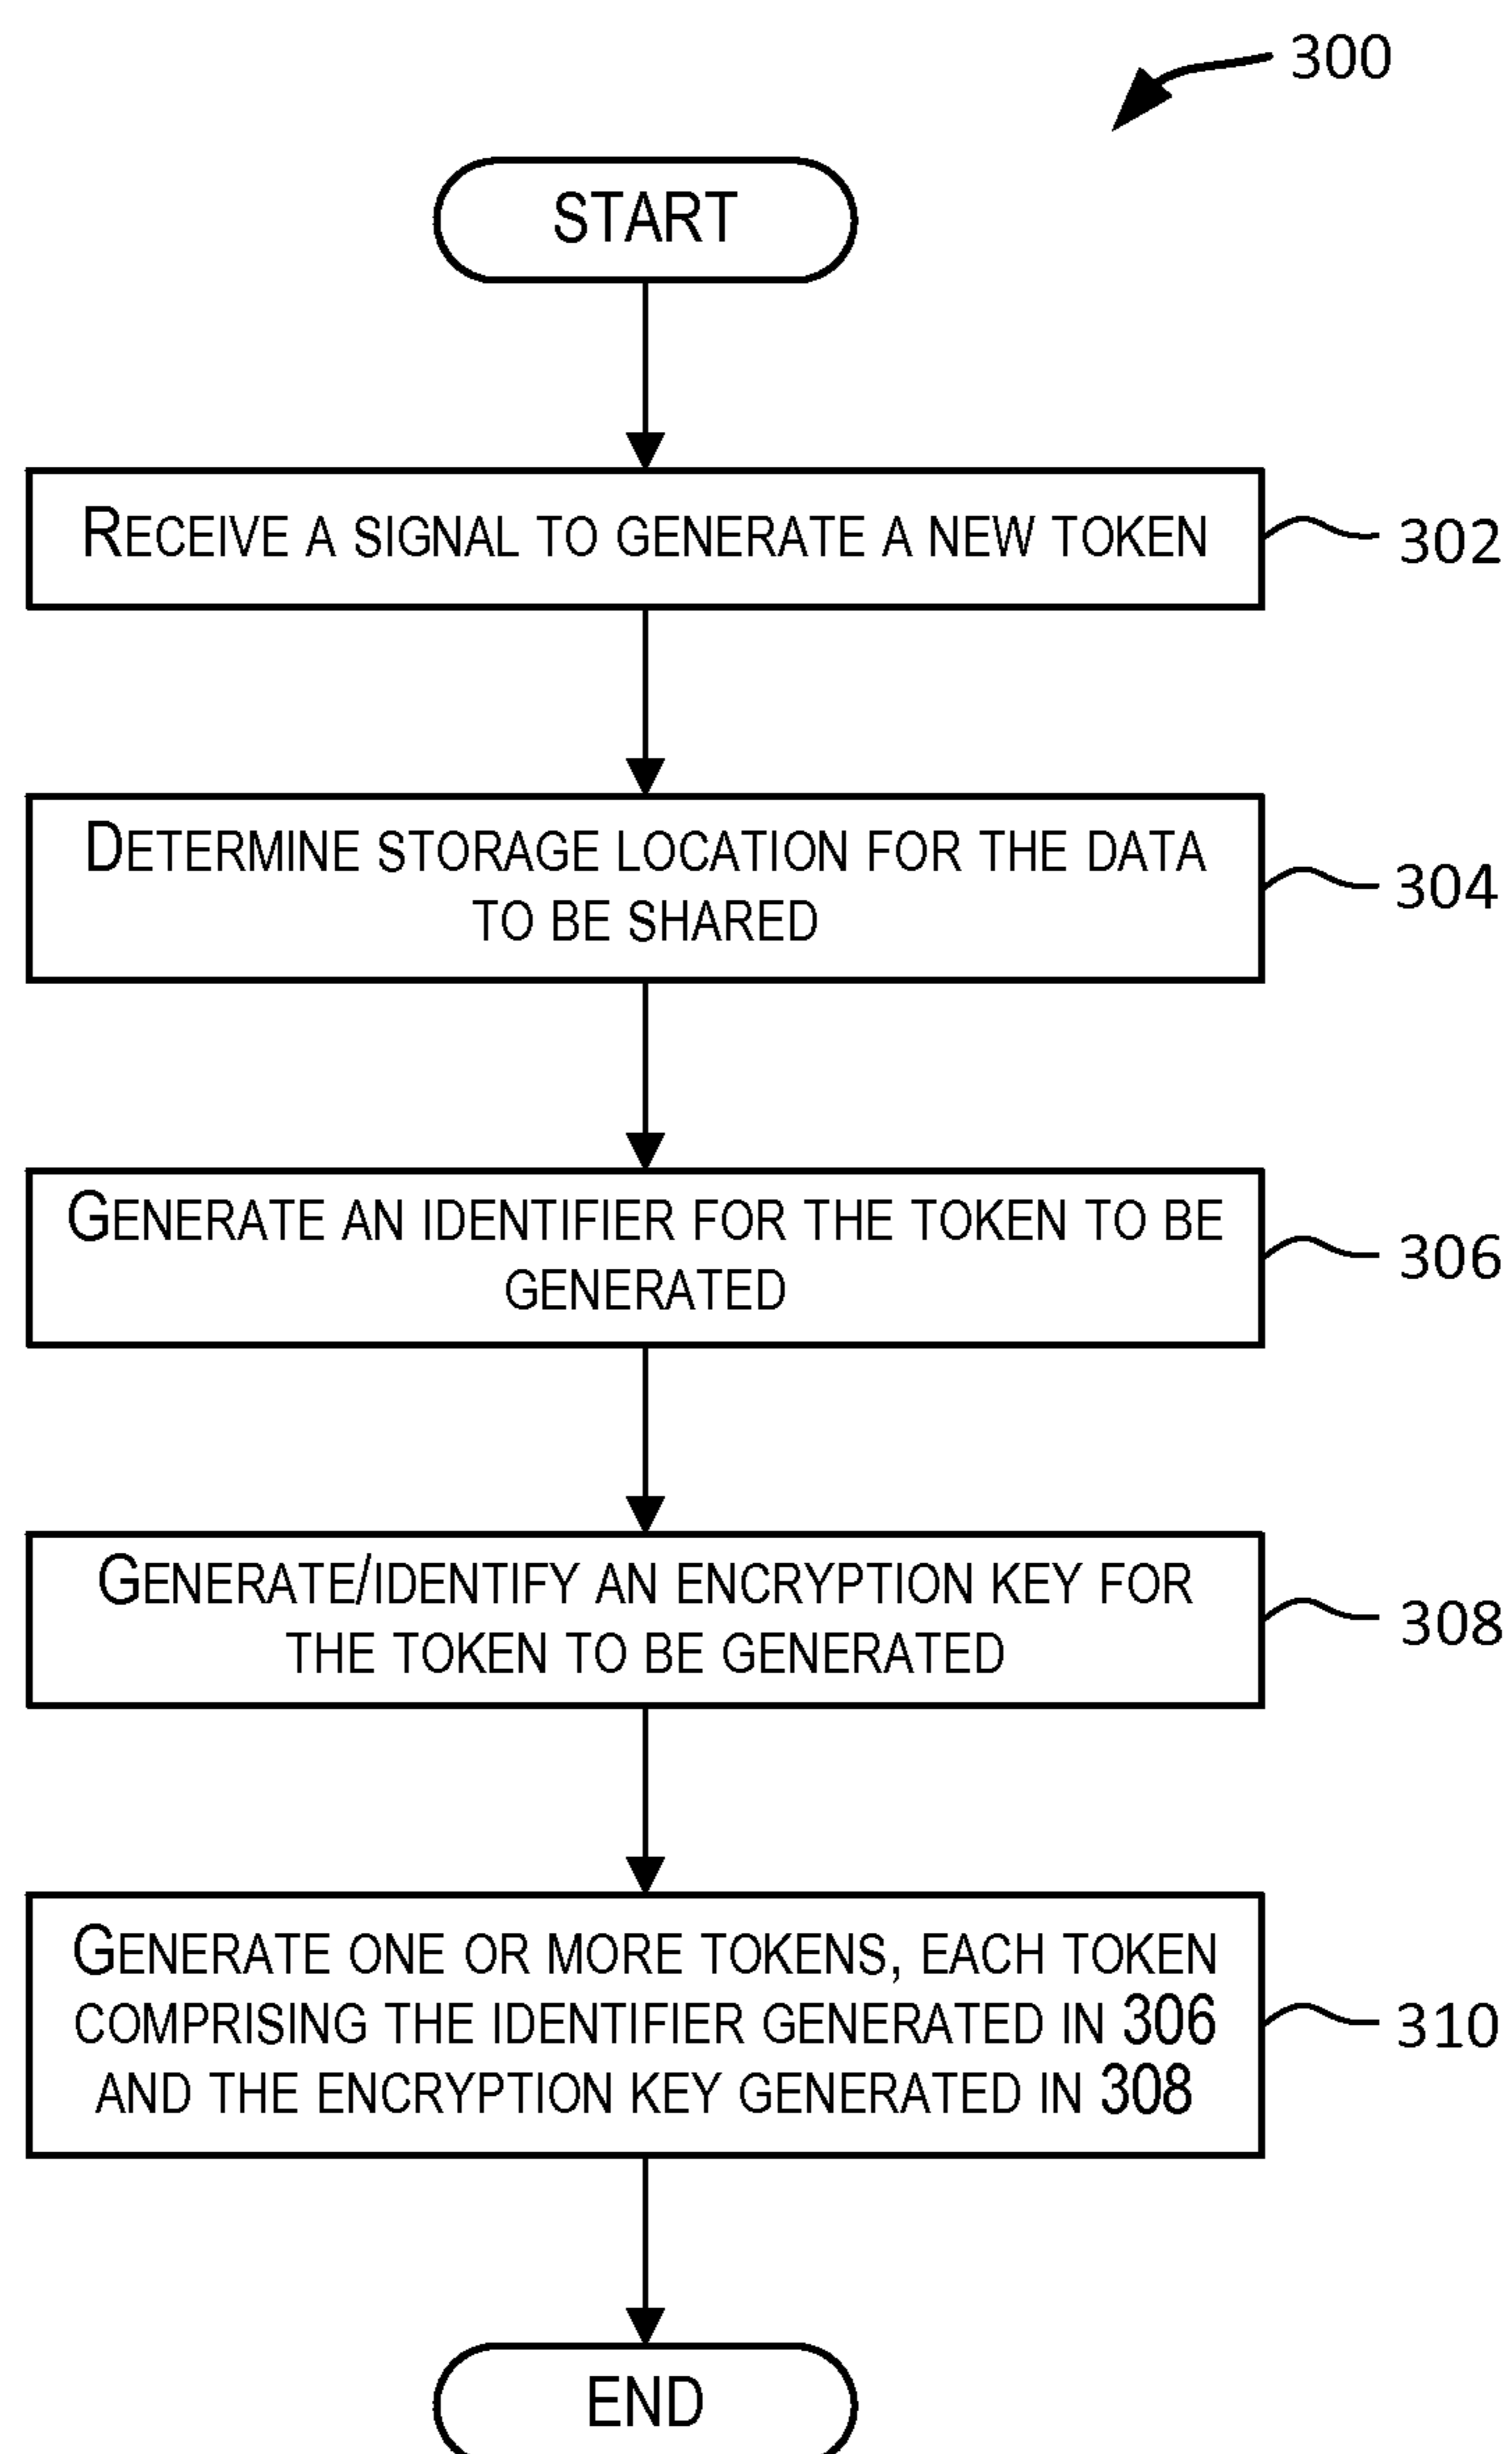 300
START
RECEIVE A SIGNAL TO GENERATE A NEW TOKEN
302
DETERMINE STORAGE LOCATION FOR THE DATA
TO BE SHARED
304
GENERATE AN IDENTIFIER FOR THE TOKEN TO BE
GENERATED
306
GENERATE/IDENTIFY AN ENCRYPTION KEY FOR
THE TOKEN TO BE GENERATED
308
GENERATE ONE OR MORE TOKENS, EACH TOKEN
COMPRISING THE IDENTIFIER GENERATED IN 306
AND THE ENCRYPTION KEY GENERATED IN 308
310
END